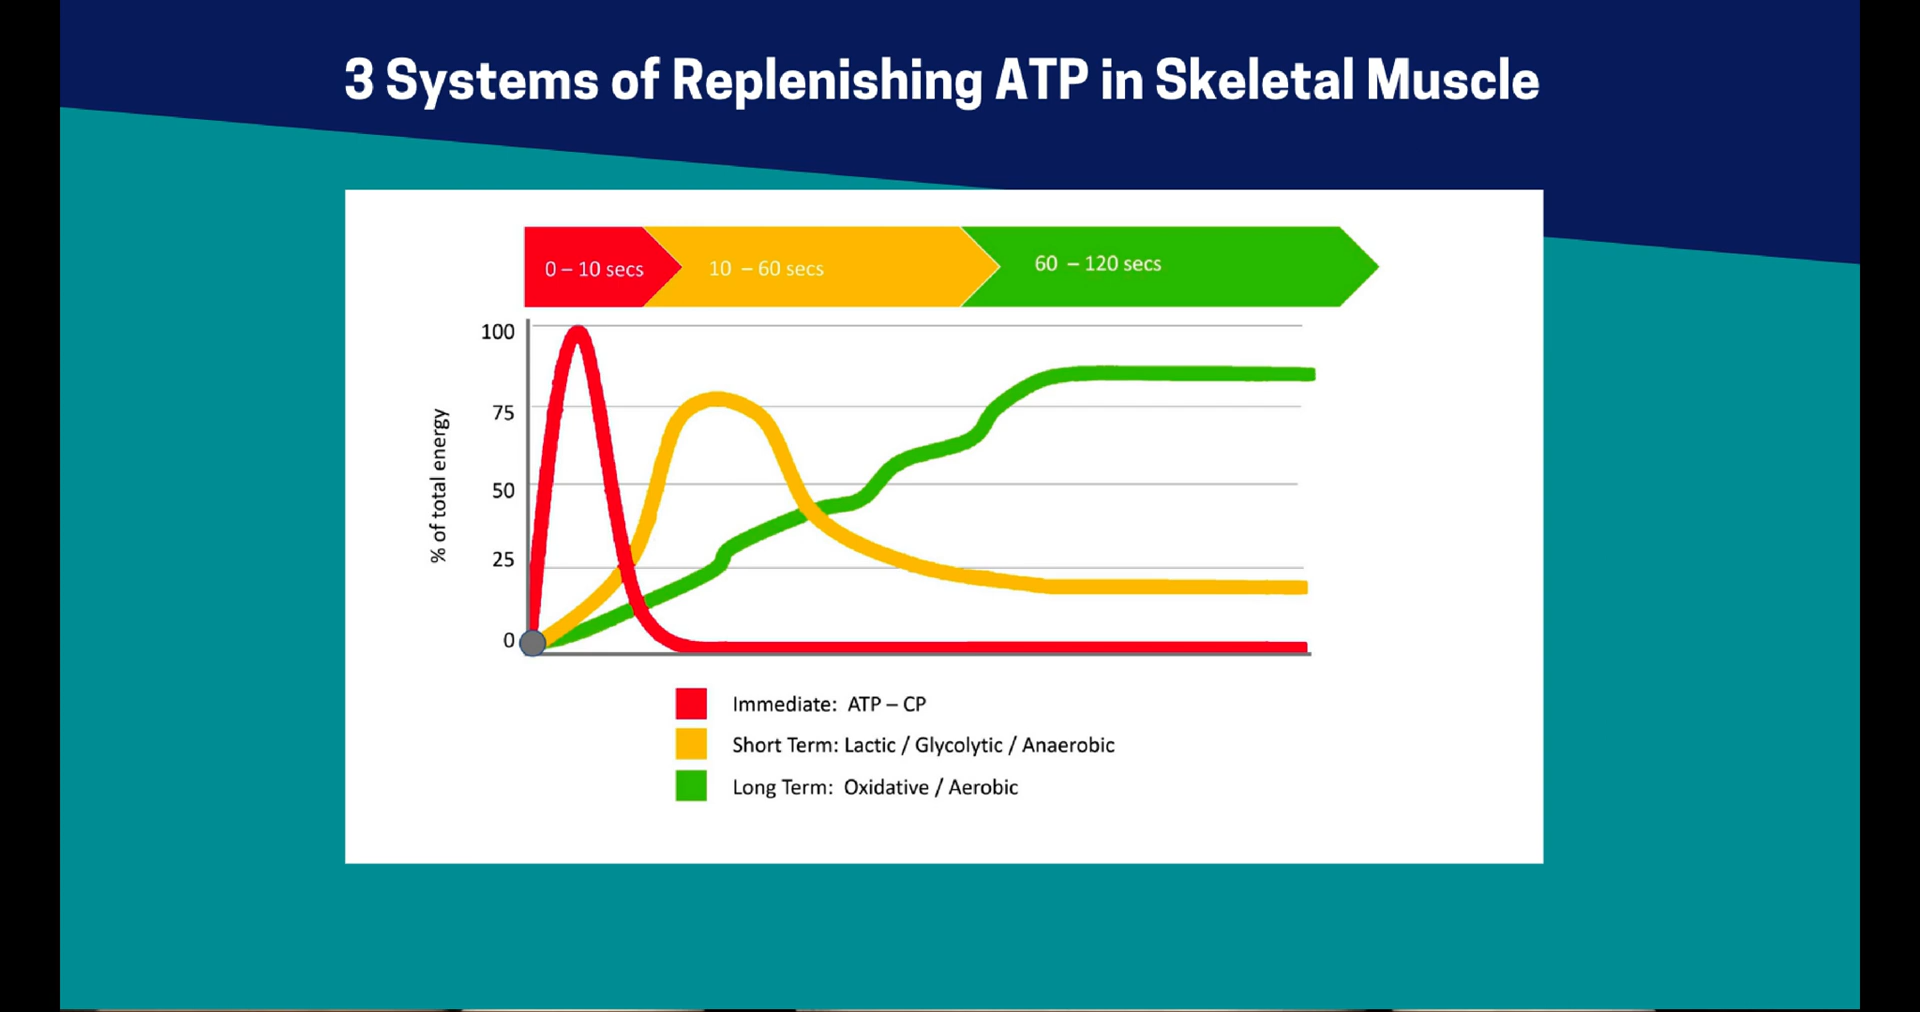 3 Systems of Replenishing ATP in Skeletal Muscle
0 – 10 secs
10 – 60 secs
60 – 120 secs
100
75
50
25
0
% of total energy
Immediate: ATP – CP
Short Term: Lactic / Glycolytic / Anaerobic
Long Term: Oxidative / Aerobic